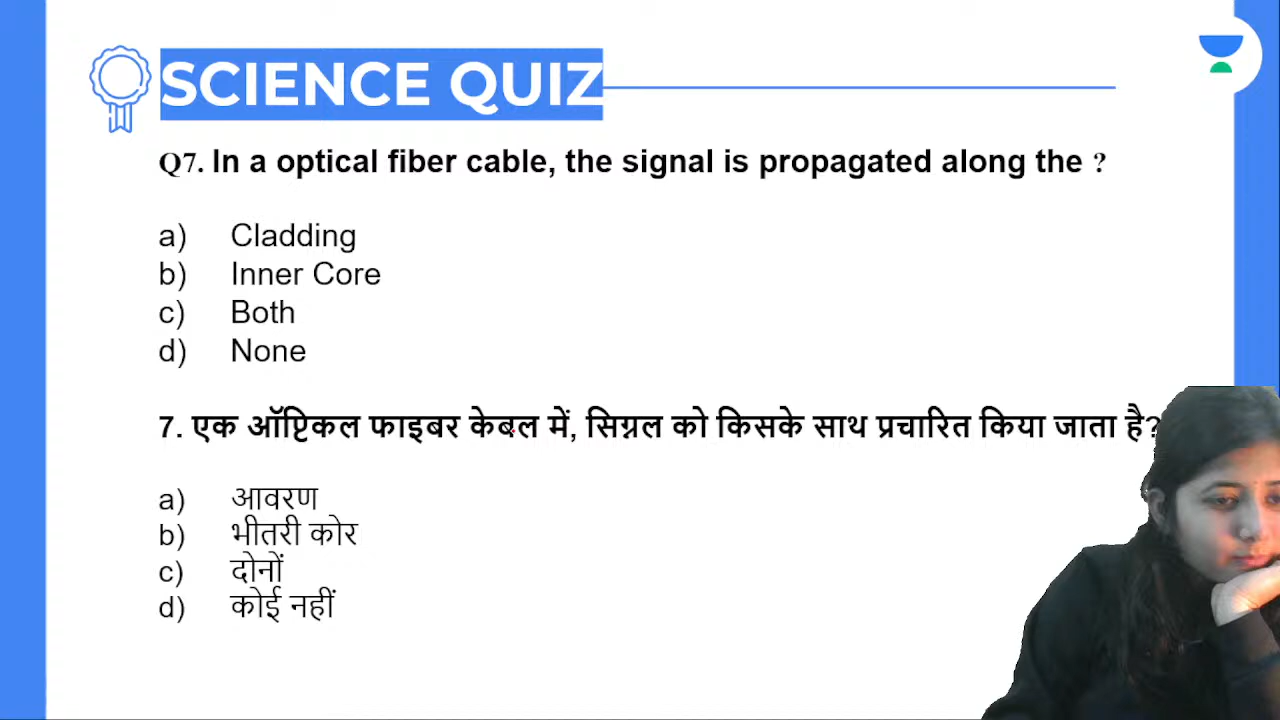 SCIENCE QUIZ
Q7. In a optical fiber cable, the signal is propagated along the ?
a) Cladding
b) Inner Core
c) Both
d) None
7. एक ऑप्टिकल फाइबर केबल में, सिग्नल को किसके साथ प्रचारित किया जाता है?
a) आवरण
b) भीतरी कोर
c) दोनों
d) कोई नहीं